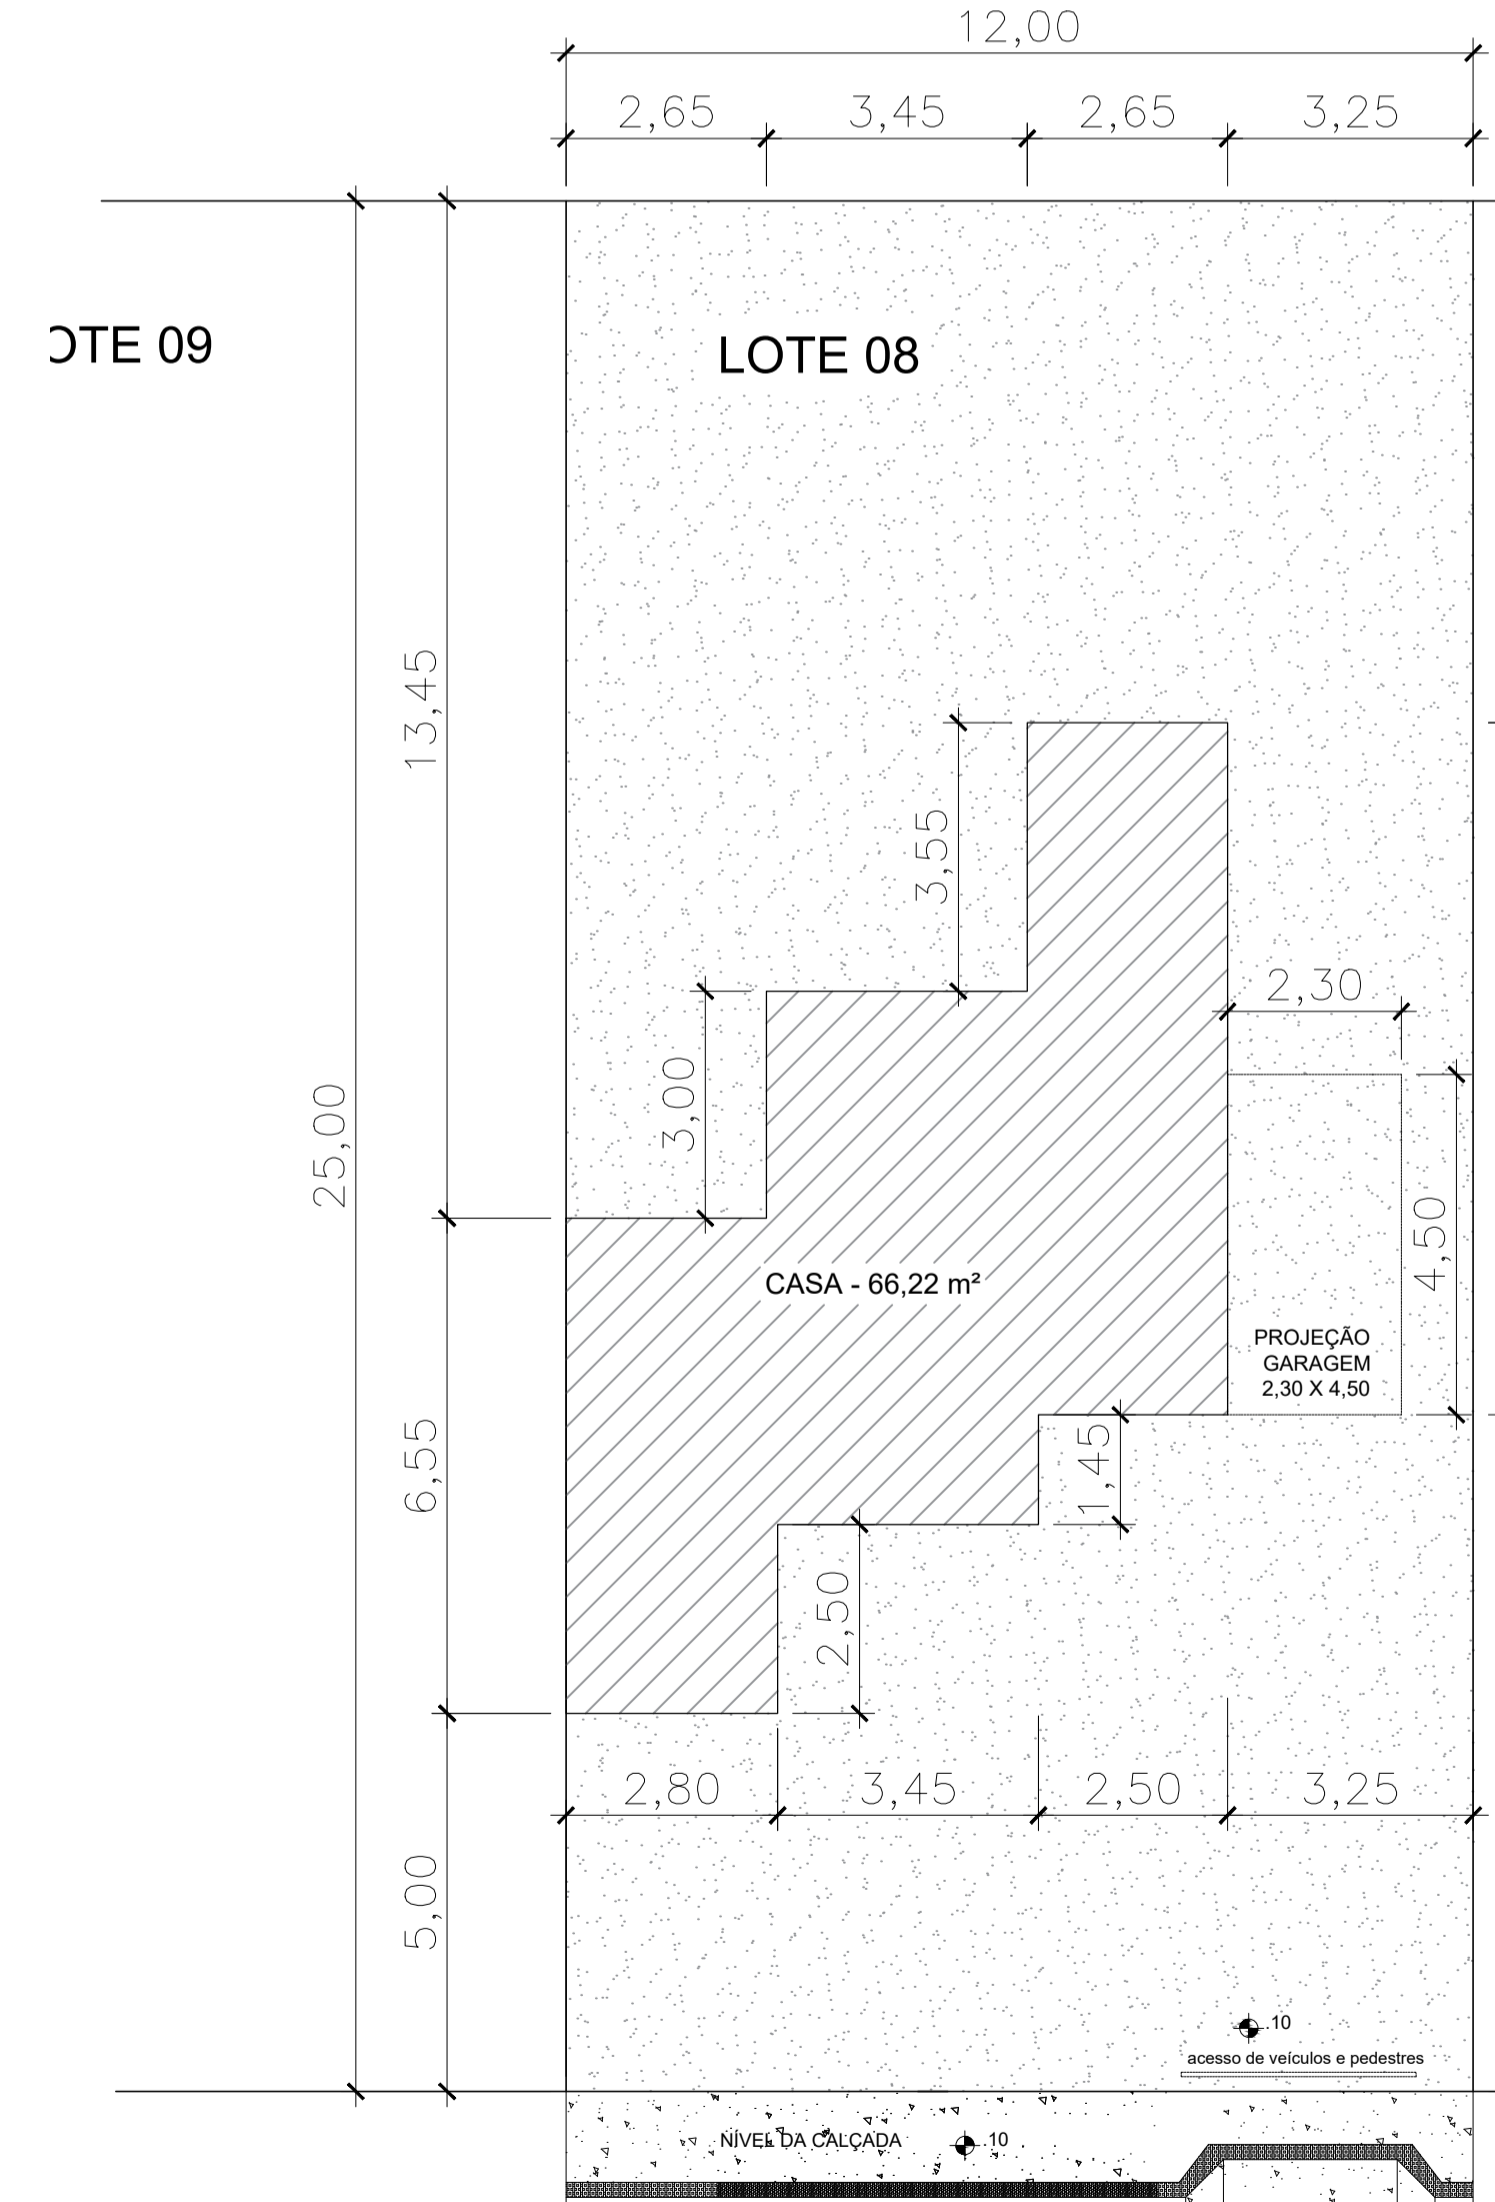 12,00
2,65 3,45 2,65 3,25
OTE 09
LOTE 08
13,45
3,55
2,30
3,00
25,00
4,50
CASA - 66,22 m²
PROJEÇÃO
GARAGEM
2,30 X 4,50
6,55
1,45
2,50
2,80 3,45 2,50 3,25
5,00
.10
acesso de veículos e pedestres
NÍVEL DA CALÇADA .10